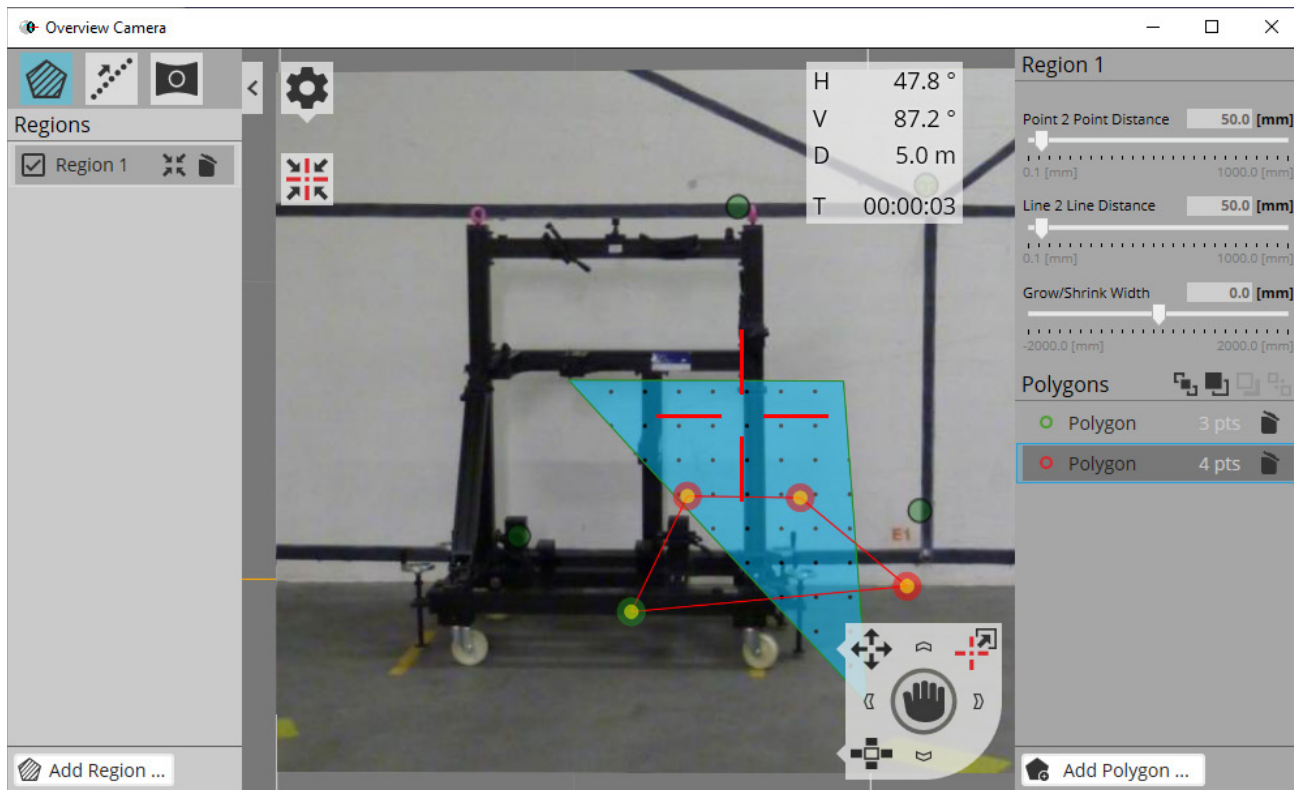 Overview Camera
Regions
Region 1
Add Region ...
H 47.8 °
V 87.2 °
D 5.0 m
T 00:00:03
E1
Region 1
Point 2 Point Distance 50.0 [mm]
0.1 [mm] 1000.0 [mm]
Line 2 Line Distance 50.0 [mm]
0.1 [mm] 1000.0 [mm]
Grow/Shrink Width 0.0 [mm]
-2000.0 [mm] 2000.0 [mm]
Polygons
Polygon 3 pts
Polygon 4 pts
Add Polygon ...